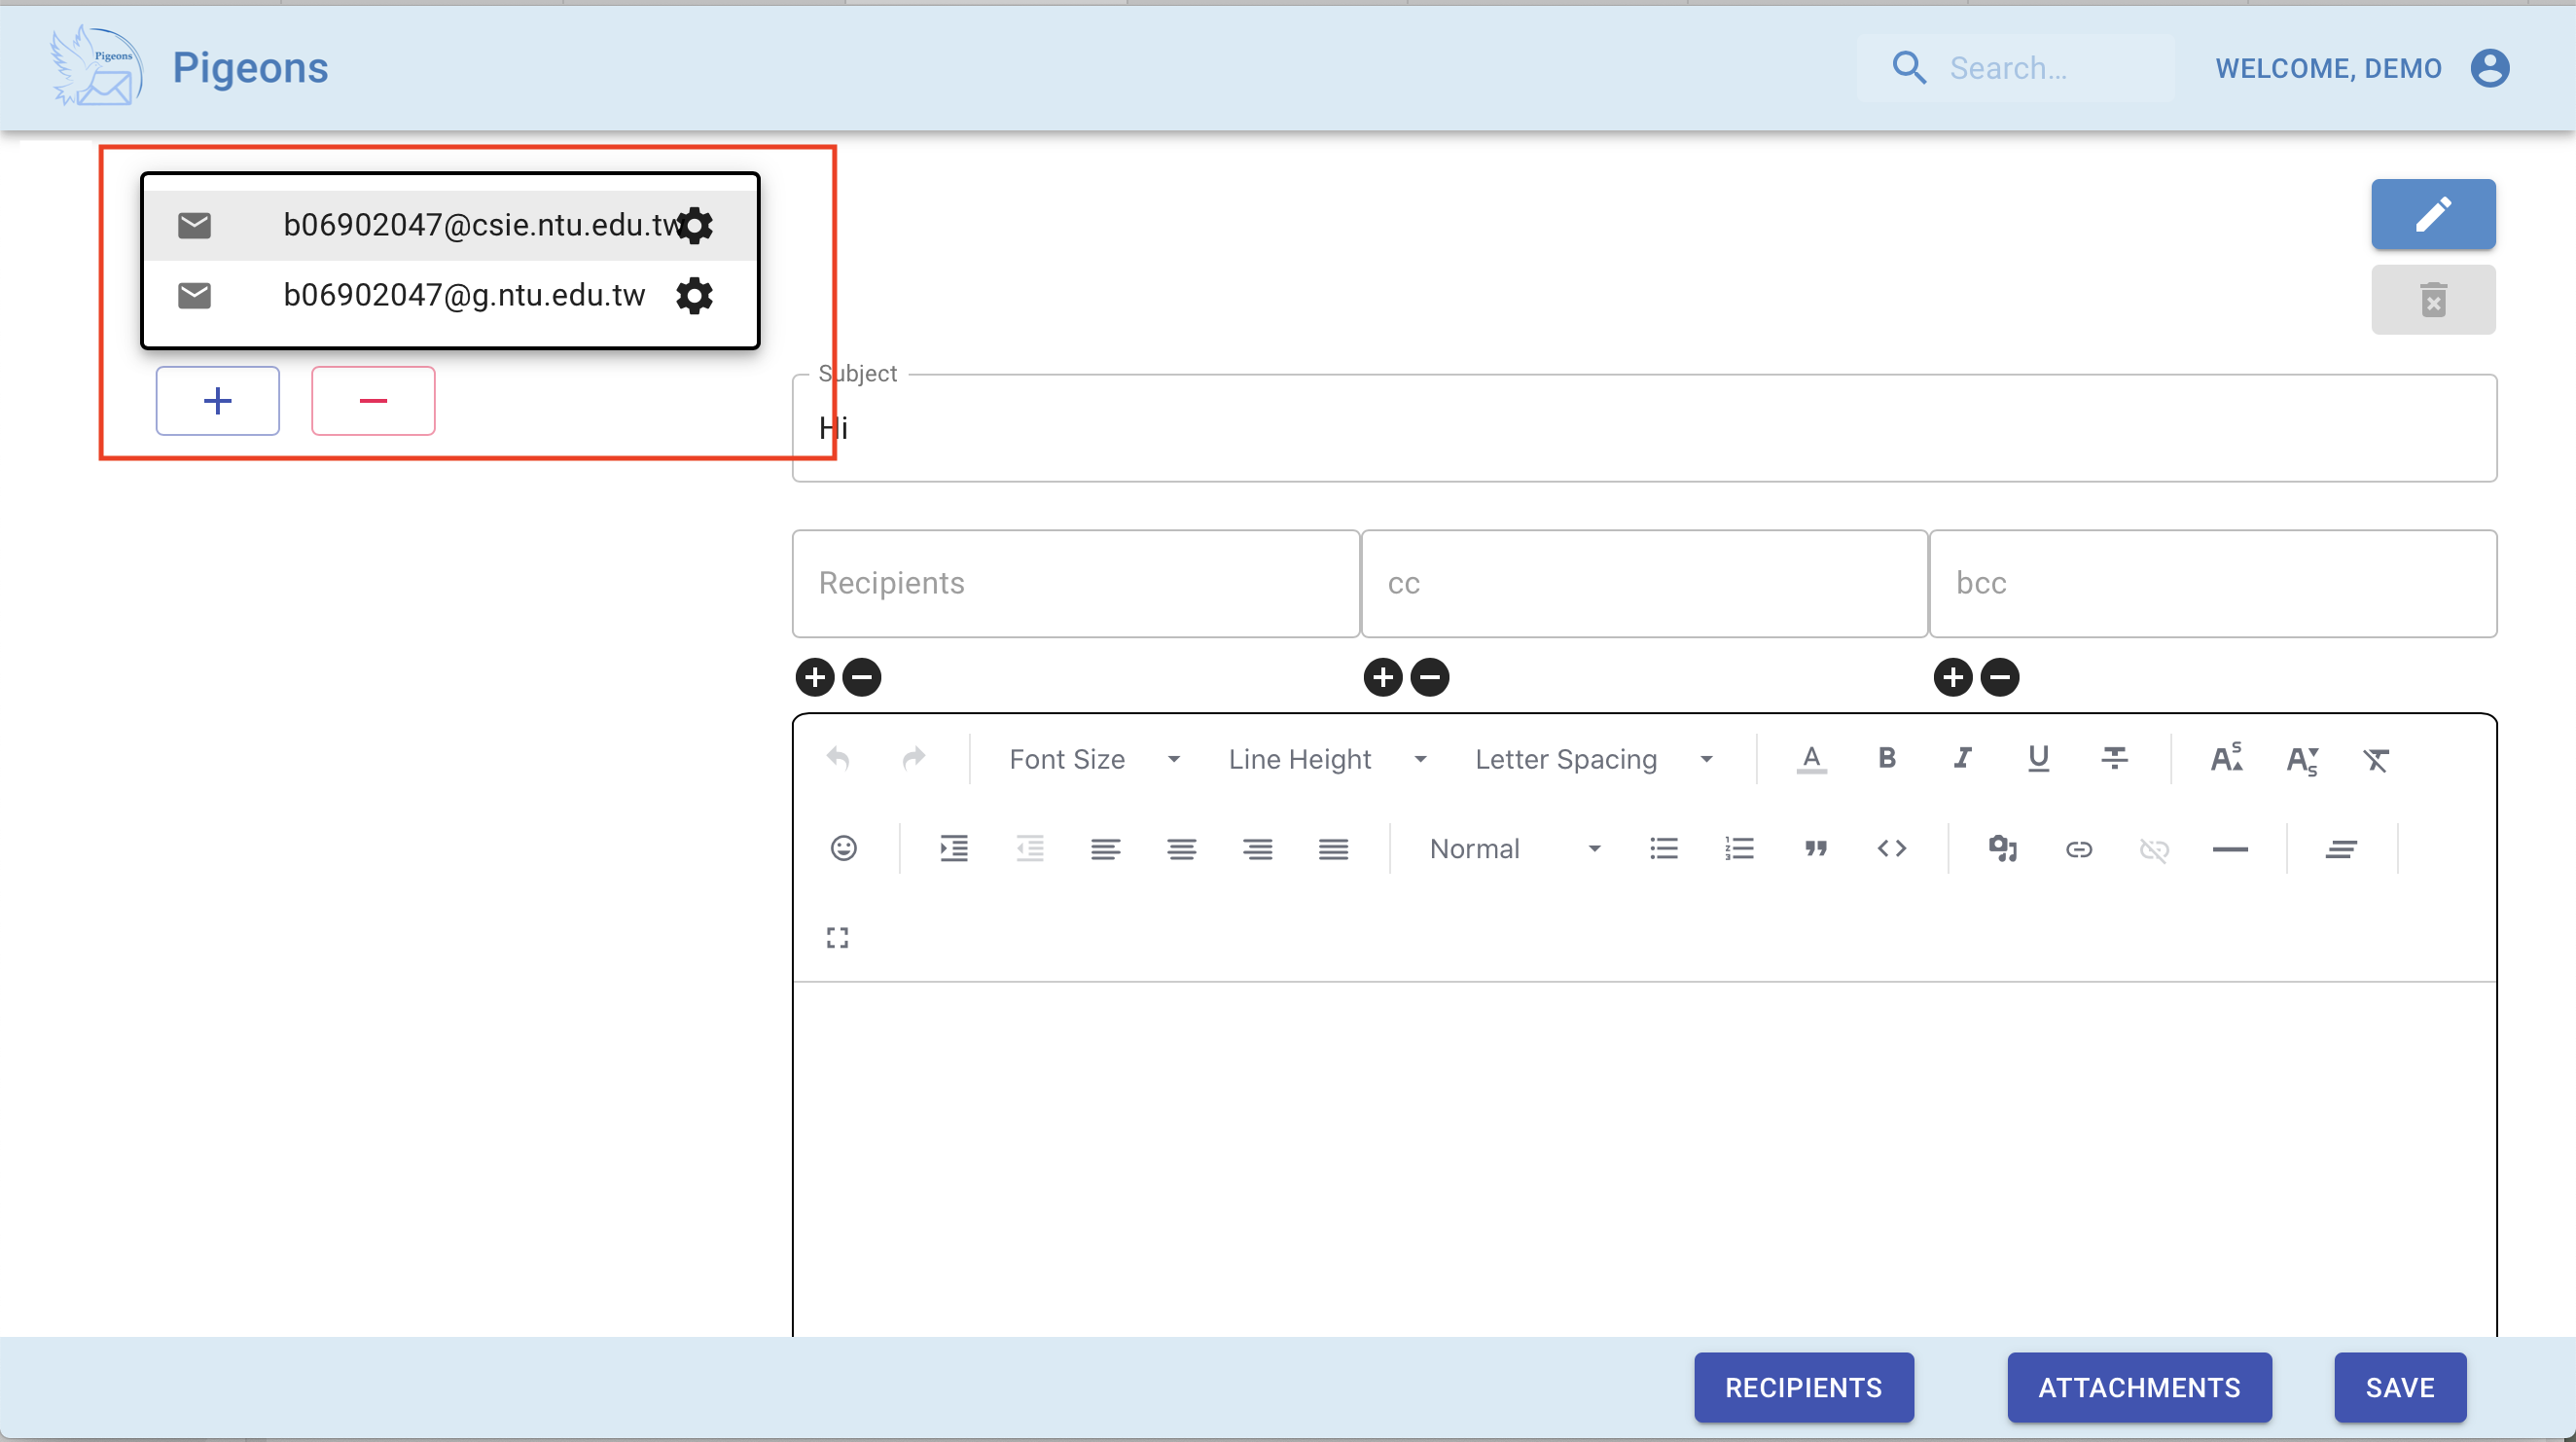 Pigeons
Pigeons
Search...
WELCOME, DEMO
b06902047@csie.ntu.edu.tw
b06902047@g.ntu.edu.tw
Subject
Hi
Recipients
cc
bcc
Font Size
Line Height
Letter Spacing
Normal
RECIPIENTS
ATTACHMENTS
SAVE